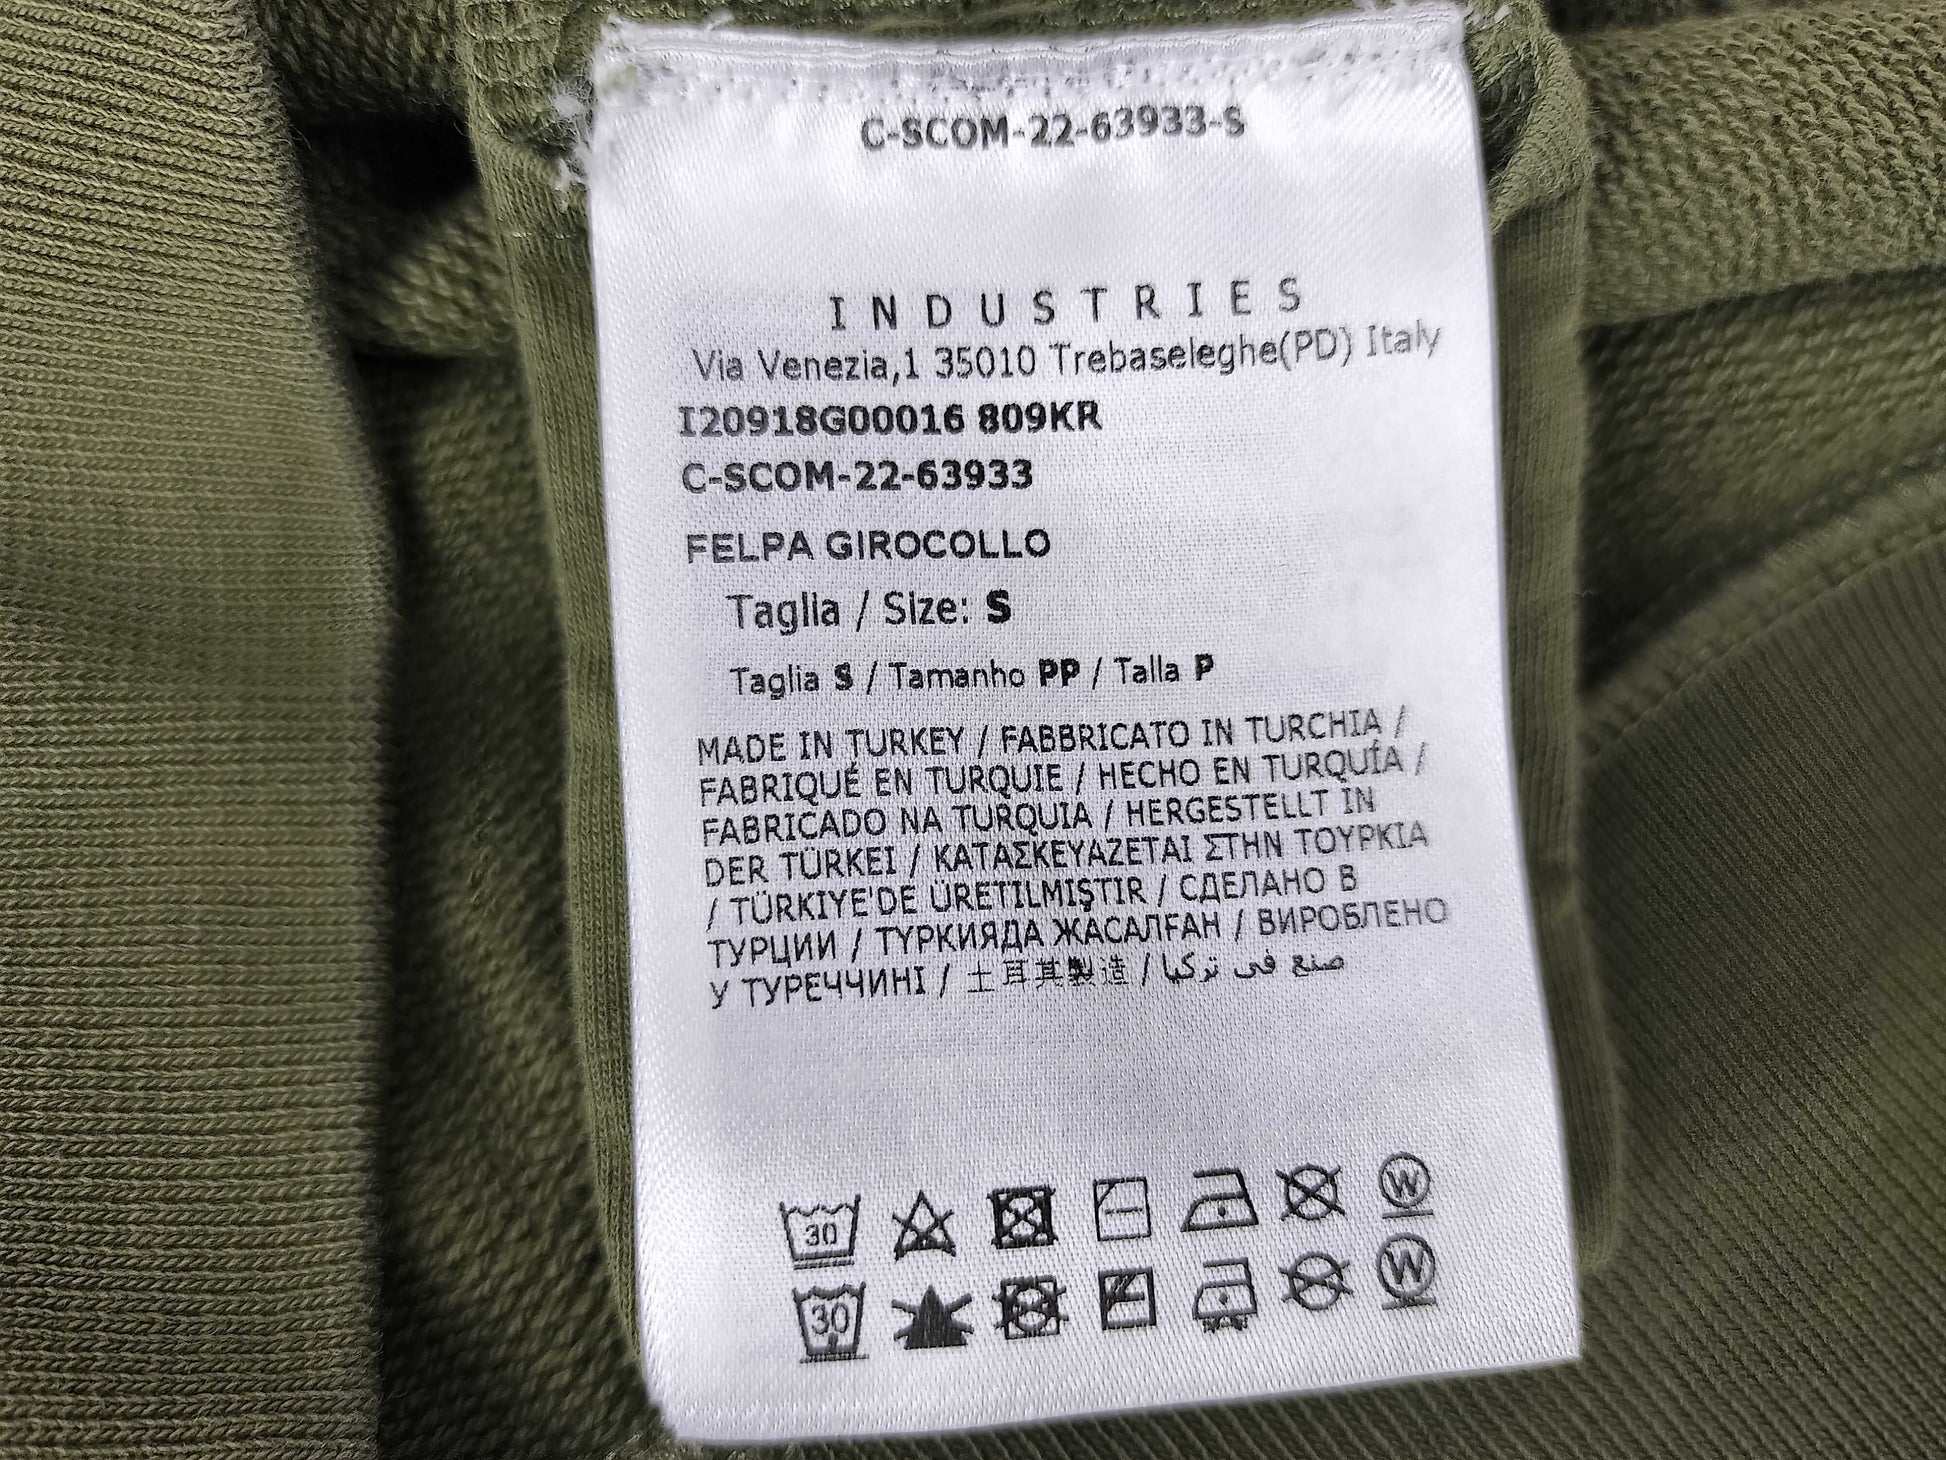 C-SCOM-22-63933-S
INDUSTRIES
Via Venezia,1 35010 Trebaseleghe(PD) Italy
I20918G00016 809KR
C-SCOM-22-63933
FELPA GIROCOLLO
Taglia / Size: S
Taglia S / Tamanho PP / Talla P
MADE IN TURKEY / FABBRICATO IN TURCHIA /
FABRIQUÉ EN TURQUIE / HECHO EN TURQUÍA /
FABRICADO NA TURQUIA / HERGESTELLT IN
DER TÜRKEI / ΚΑΤΑΣΚΕΥΑΖΕΤΑΙ ΣΤΗΝ ΤΟΥΡΚΙΑ
/ TÜRKIYE'DE ÜRETILMIŞTIR / СДЕЛАНО В
ТУРЦИИ / ТҮРКИЯДА ЖАСАЛҒАН / ВИРОБЛЕНО
У ТУРЕЧЧИНІ / 土耳其製造 / صنع في تركيا
30 W
30 W